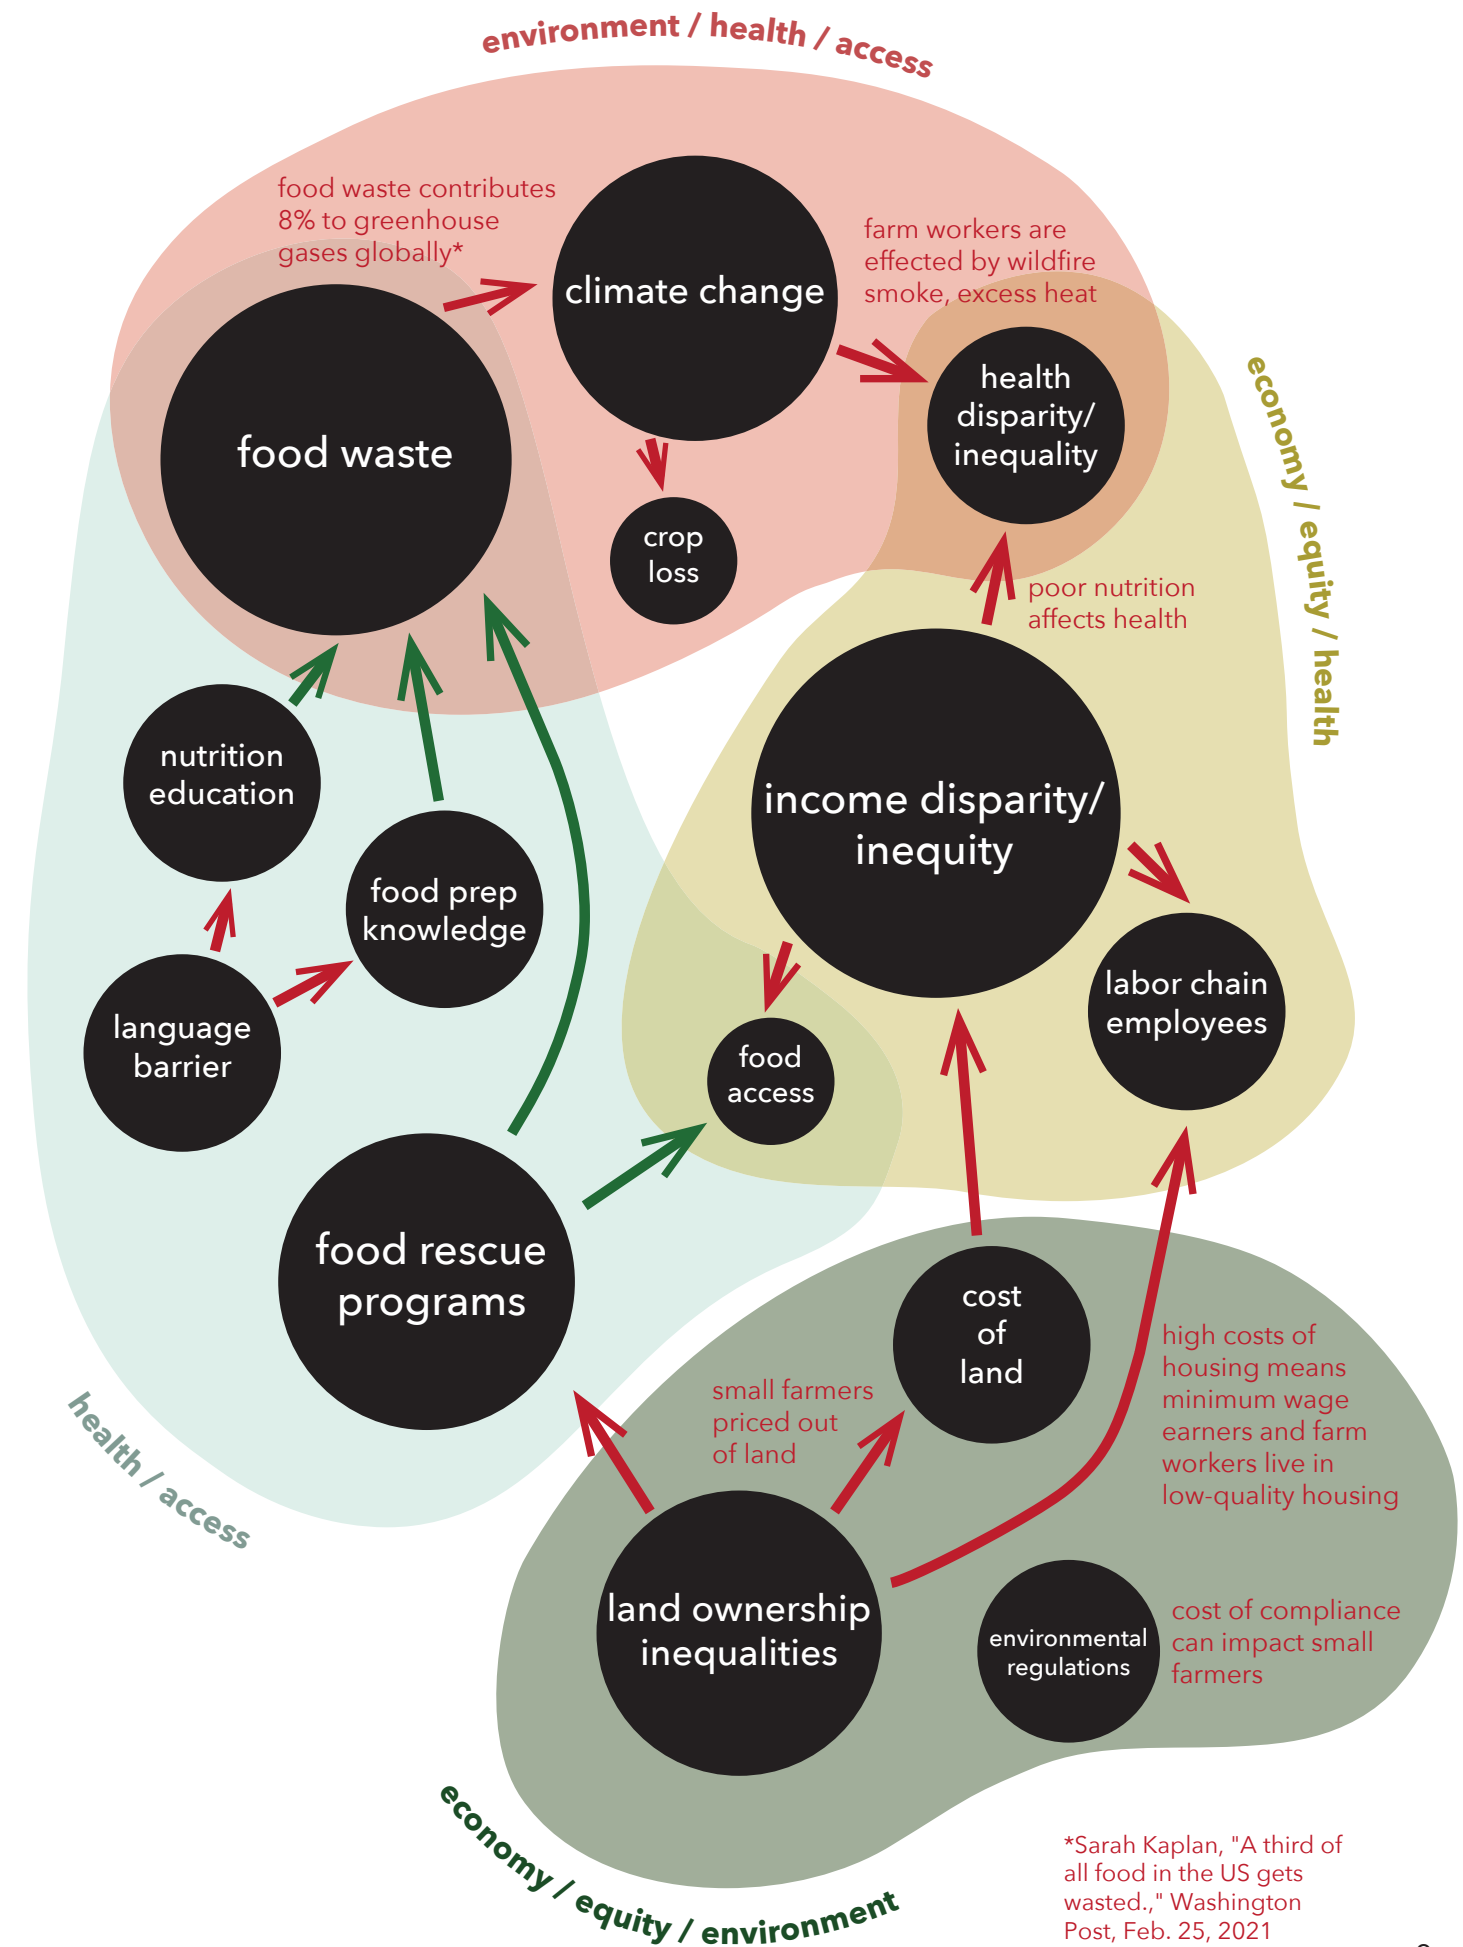 environment / health / access
food waste contributes
8% to greenhouse
gases globally*
climate change
farm workers are
effected by wildfire
smoke, excess heat
health
disparity/
inequality
food waste
crop
loss
economy / equity / health
poor nutrition
affects health
nutrition
education
income disparity/
inequity
food prep
knowledge
labor chain
employees
language
barrier
food
access
food rescue
programs
cost
of
land
high costs of
housing means
minimum wage
earners and farm
workers live in
low-quality housing
small farmers
priced out
of land
health / access
land ownership
inequalities
environmental
regulations
cost of compliance
can impact small
farmers
economy / equity / environment
*Sarah Kaplan, "A third of
all food in the US gets
wasted.," Washington
Post, Feb. 25, 2021